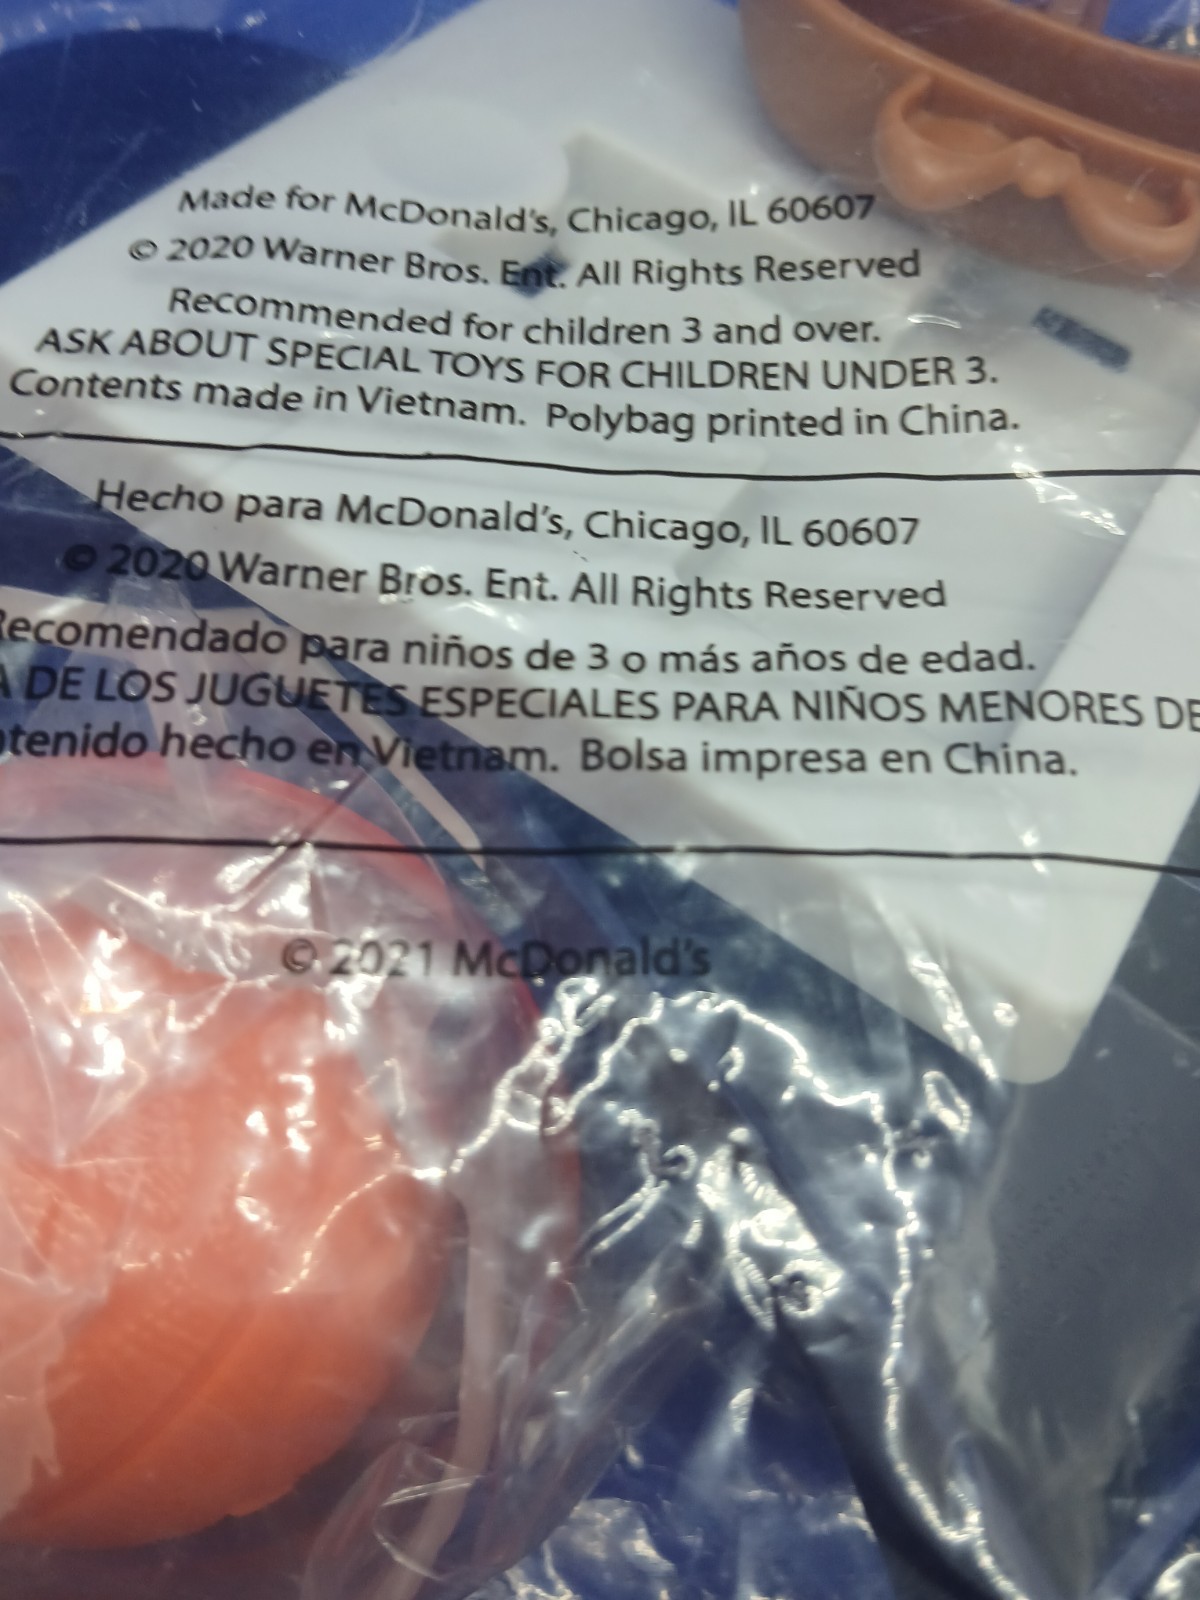 Made for McDonald's, Chicago, IL 60607
© 2020 Warner Bros. Ent. All Rights Reserved
Recommended for children 3 and over.
ASK ABOUT SPECIAL TOYS FOR CHILDREN UNDER 3.
Contents made in Vietnam. Polybag printed in China.
Hecho para McDonald's, Chicago, IL 60607
© 2020 Warner Bros. Ent. All Rights Reserved
Recomendado para niños de 3 o más años de edad.
A DE LOS JUGUETES ESPECIALES PARA NIÑOS MENORES DE
tenido hecho en Vietnam. Bolsa impresa en China.
© 2021 McDonald's